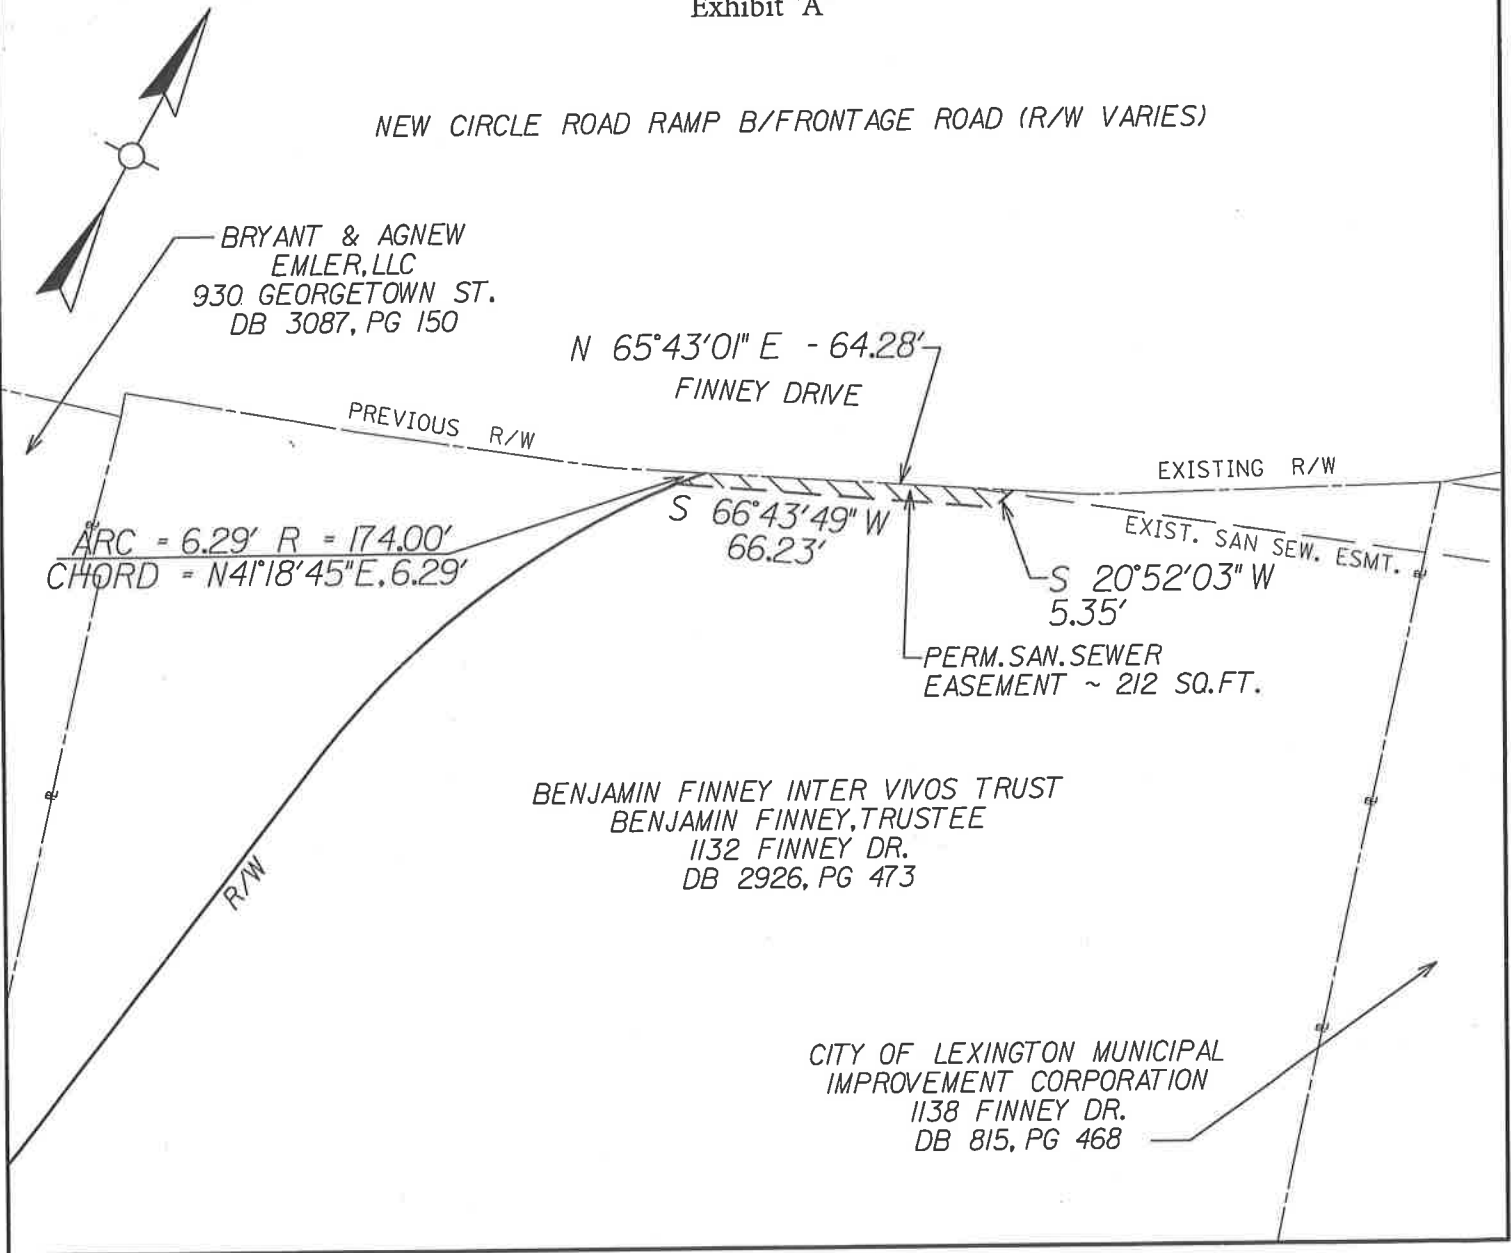 Exhibit "A"
NEW CIRCLE ROAD RAMP B/FRONTAGE ROAD (R/W VARIES)
BRYANT & AGNEW
EMLER, LLC
930 GEORGETOWN ST.
DB 3087, PG 150
N 65°43'01" E - 64.28'
FINNEY DRIVE
PREVIOUS R/W
EXISTING R/W
S 66°43'49" W
66.23'
EXIST. SAN SEW. ESMT.
ARC = 6.29' R = 174.00'
CHORD = N41°18'45"E, 6.29'
S 20°52'03" W
5.35'
PERM. SAN. SEWER
EASEMENT ~ 212 SQ.FT.
BENJAMIN FINNEY INTER VIVOS TRUST
BENJAMIN FINNEY, TRUSTEE
1132 FINNEY DR.
DB 2926, PG 473
R/W
CITY OF LEXINGTON MUNICIPAL
IMPROVEMENT CORPORATION
1138 FINNEY DR.
DB 815, PG 468